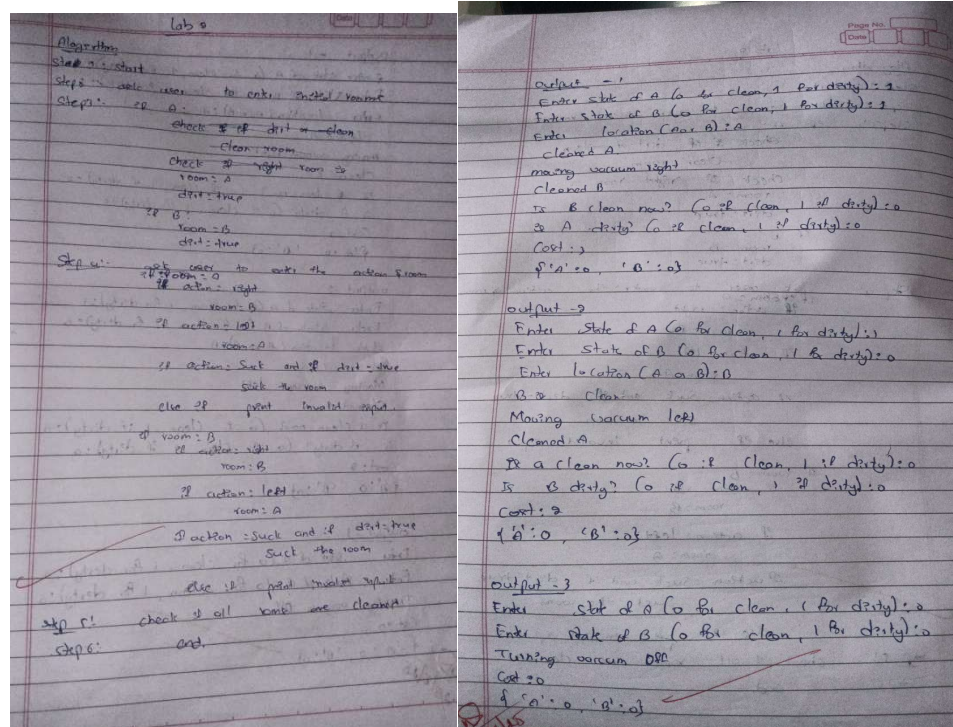 Lab 2
Date
Alogorithm
Step 1: start
Step 2: ask user to enter initial rooms
Step 3: if A:
check if dirt or clean
clean: room
check if right room is
room: A
dirt: true
if B:
room: B
dirt: true
Step 4: ask user to enter the action & room
if room: A
if action: right
room: B
if action: left
room: A
if action: Suck and if dirt = true
Suck the room
else if print invalid input.
if room: B
if action: right
room: B
if action: left
room: A
If action: Suck and if dirt = true
Suck the room
else if print invalid input
step 5: check if all rooms are cleaned
step 6: end.
Page No.
Date
output - 1
Enter state of A (0 for clean, 1 for dirty): 1
Enter state of B (0 for clean, 1 for dirty): 1
Enter location (A or B): A
cleaned A
moving vacuum right
Cleaned B
Is B clean now? (0 if clean, 1 if dirty): 0
Is A dirty? (0 if clean, 1 if dirty): 0
Cost:
{'A': 0, 'B': 0}
output - 2
Enter state of A (0 for clean, 1 for dirty): 1
Enter state of B (0 for clean, 1 for dirty): 0
Enter location (A or B): B
B is clean
Moving vacuum left
Cleaned A
Is a clean now? (0 if clean, 1 if dirty): 0
Is B dirty? (0 if clean, 1 if dirty): 0
Cost: 2
{'A': 0, 'B': 0}
output - 3
Enter state of A (0 for clean, 1 for dirty): 0
Enter state of B (0 for clean, 1 for dirty): 0
Turning vacuum off
Cost: 0
{'A': 0, 'B': 0}